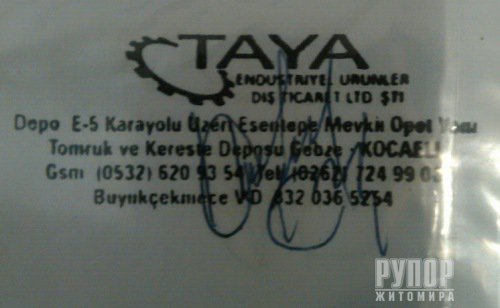 TAYA
ENDUSTRIYEL URUNLER
DIŞ TICARET LTD ŞTI
Depo E-5 Karayolu Üzeri Esentepe Mevkii Opet Yanı
Tomruk ve Kereste Deposu Gebze / KOCAELI
Gsm (0532) 620 93 54 Tel (0262) 724 99
Buyukçekmece VD 832 036 5254
РУПОР
ЖИТОМИРА